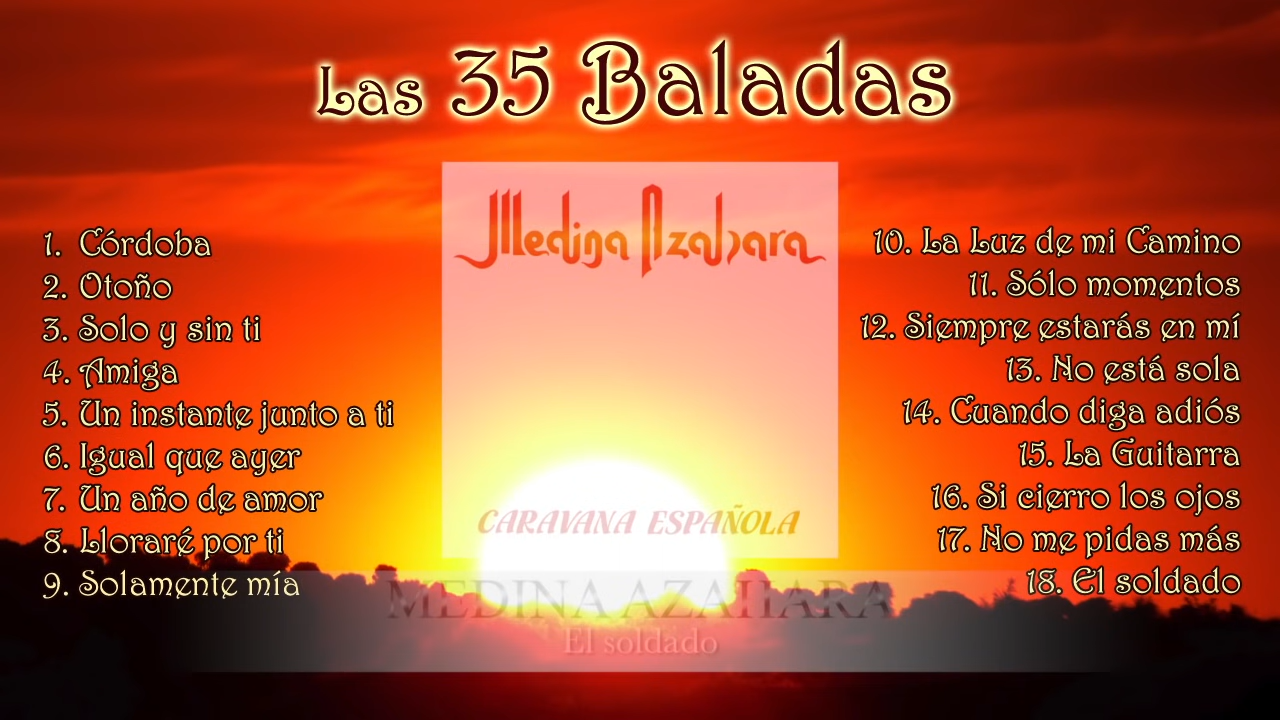 Las 35 Baladas
Medina Azahara
1. Córdoba
2. Otoño
3. Solo y sin ti
4. Amiga
5. Un instante junto a ti
6. Igual que ayer
7. Un año de amor
8. Lloraré por ti
9. Solamente mía
10. La Luz de mi Camino
11. Sólo momentos
12. Siempre estarás en mí
13. No está sola
14. Cuando diga adiós
15. La Guitarra
16. Si cierro los ojos
17. No me pidas más
18. El soldado
CARAVANA ESPAÑOLA
MEDINA AZAHARA
El soldado